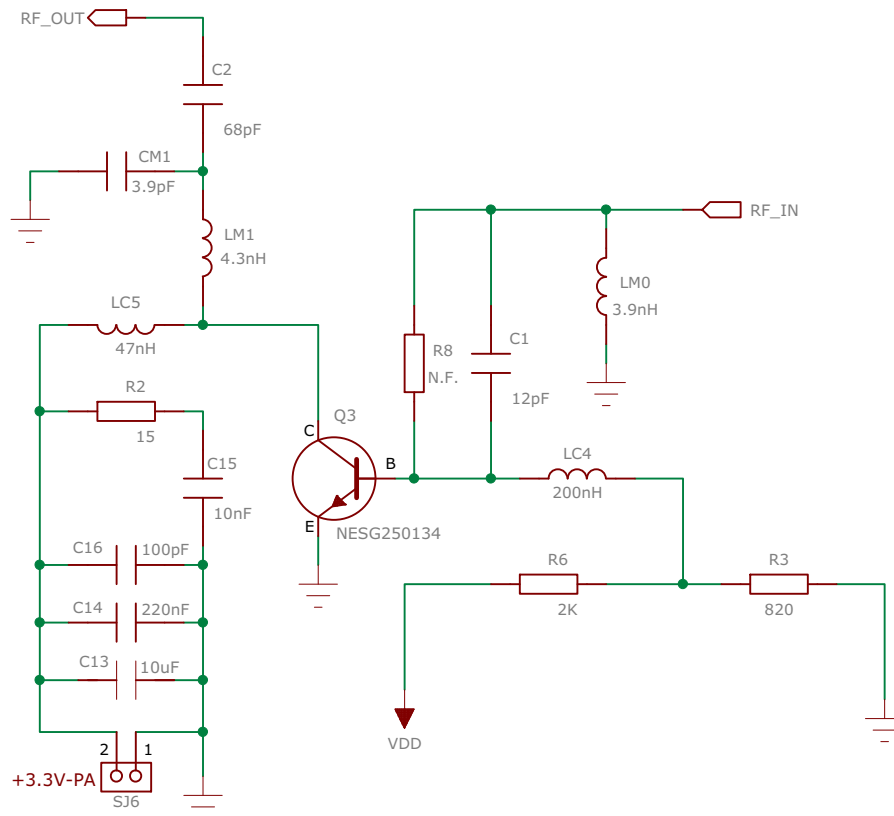 RF_OUT
C2
68pF
CM1
3.9pF
RF_IN
LM1
4.3nH
LM0
3.9nH
LC5
47nH
R8
N.F.
C1
12pF
R2
15
Q3
C
B
E
NESG250134
LC4
200nH
C15
10nF
C16
100pF
R6
2K
R3
820
C14
220nF
C13
10uF
VDD
2
1
+3.3V-PA
SJ6